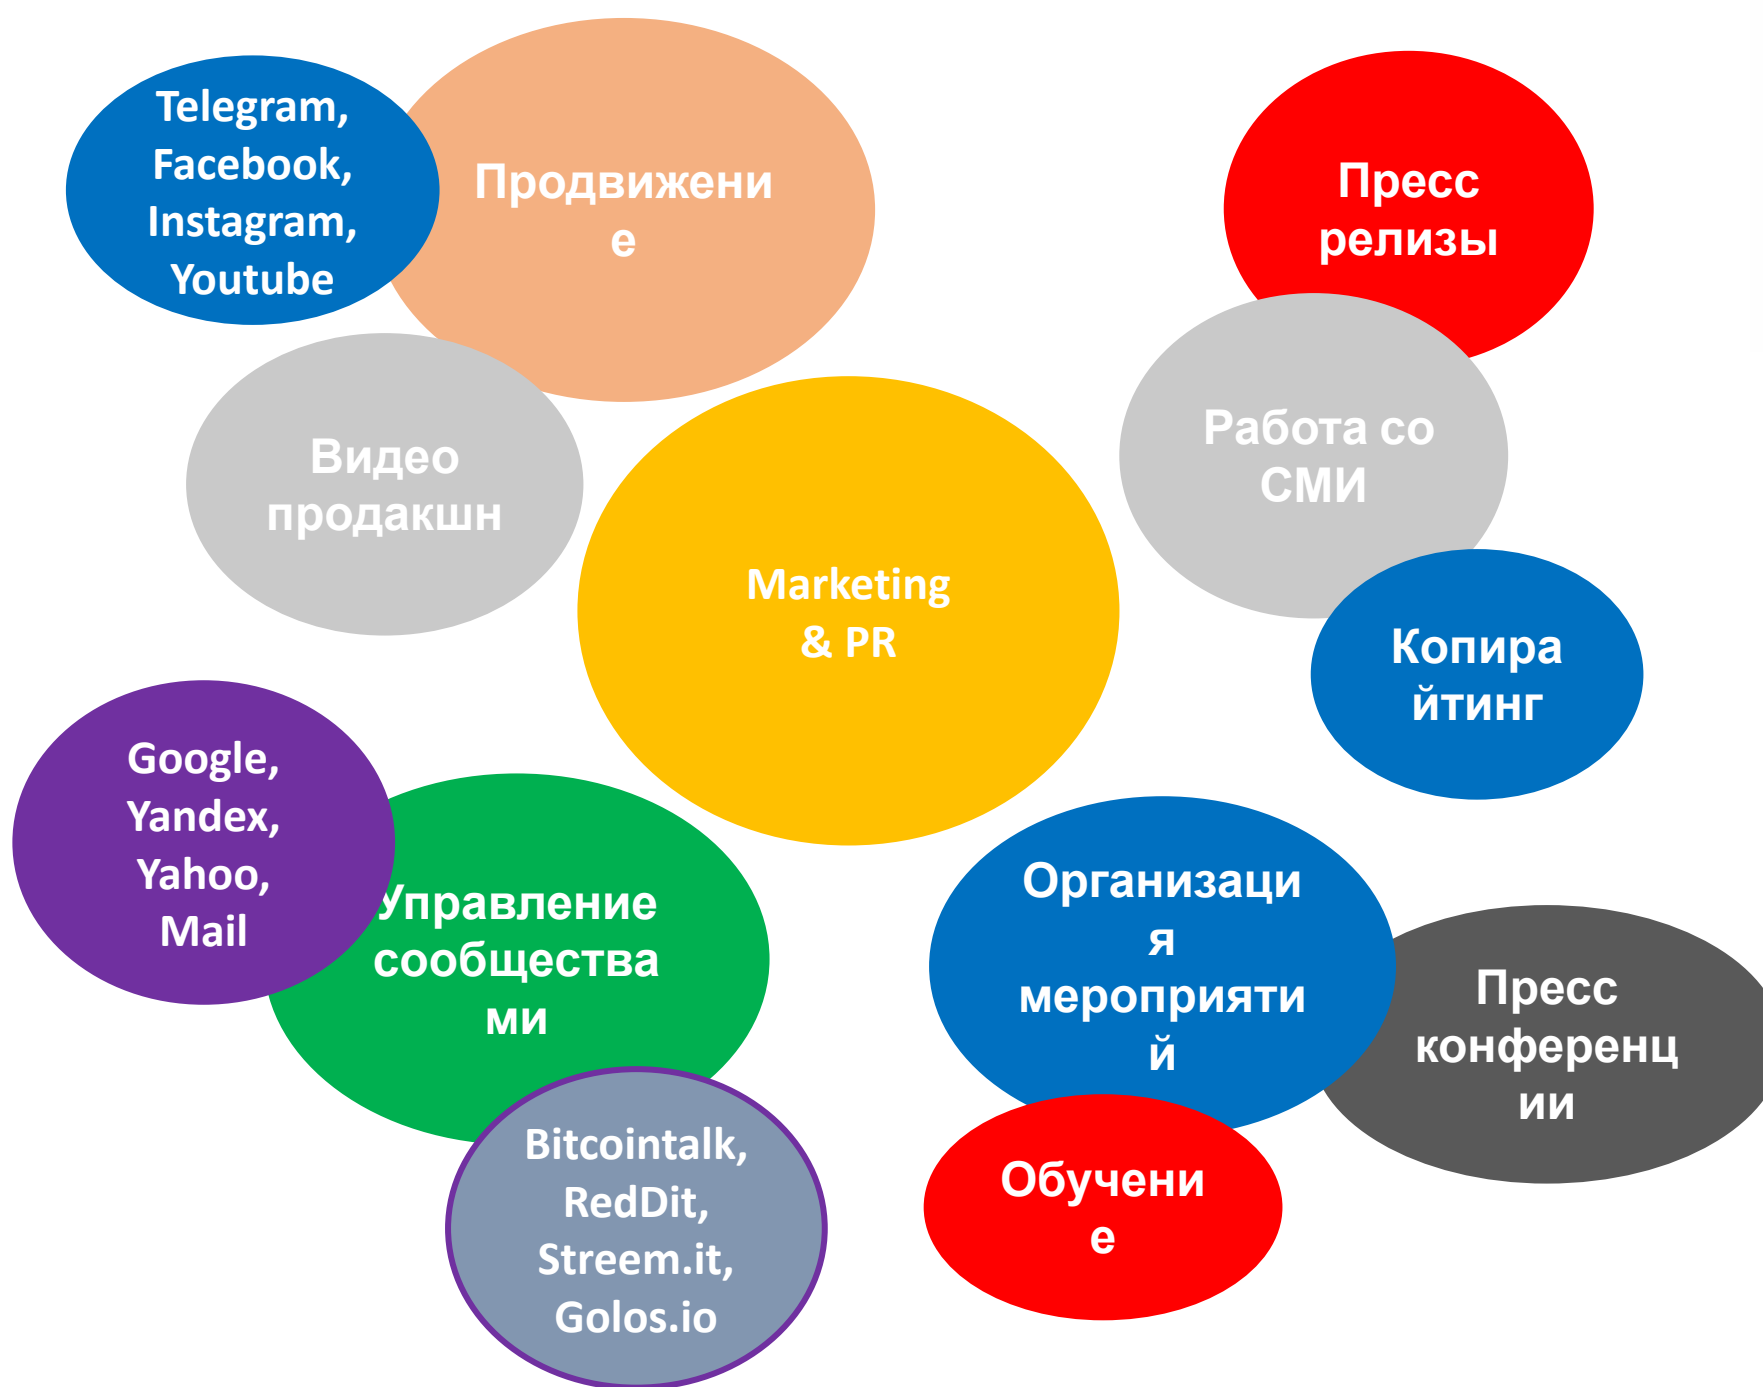 Telegram,
Facebook,
Instagram,
Youtube
Продвижени
е
Пресс
релизы
Видео
продакшн
Работа со
СМИ
Marketing
& PR
Копира
йтинг
Google,
Yandex,
Yahoo,
Mail
Управление
сообщества
ми
Организаци
я
мероприяти
й
Пресс
конференц
ии
Bitcointalk,
RedDit,
Streem.it,
Golos.io
Обучени
е